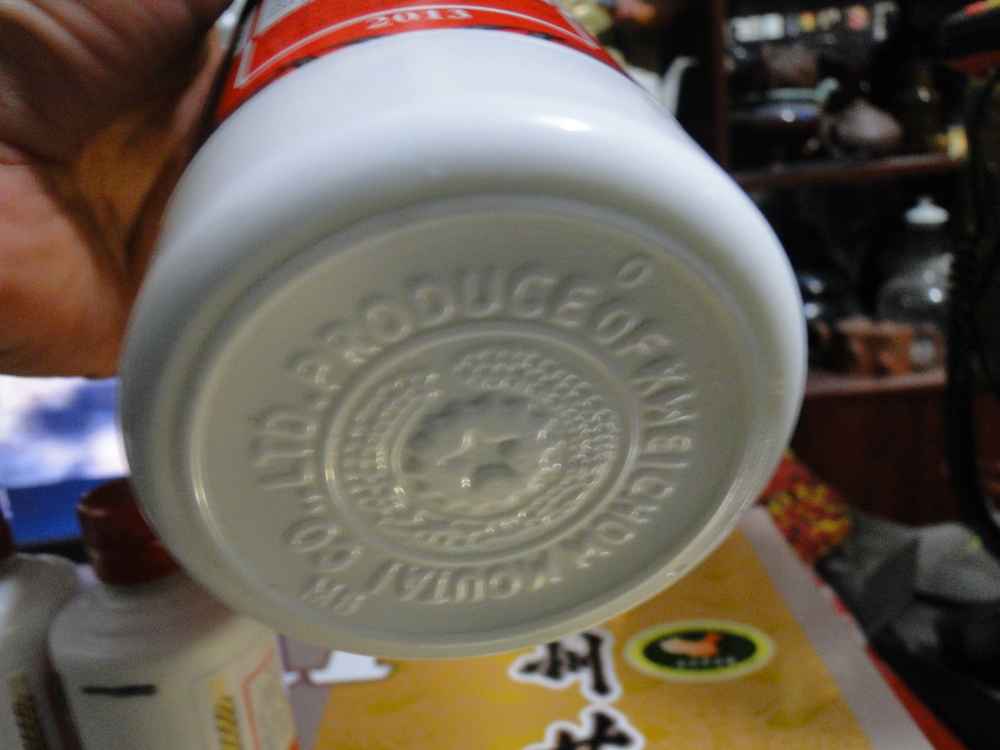 2013
O
PRODUCE OF KWEICHOW MOUTAI CO., LTD.